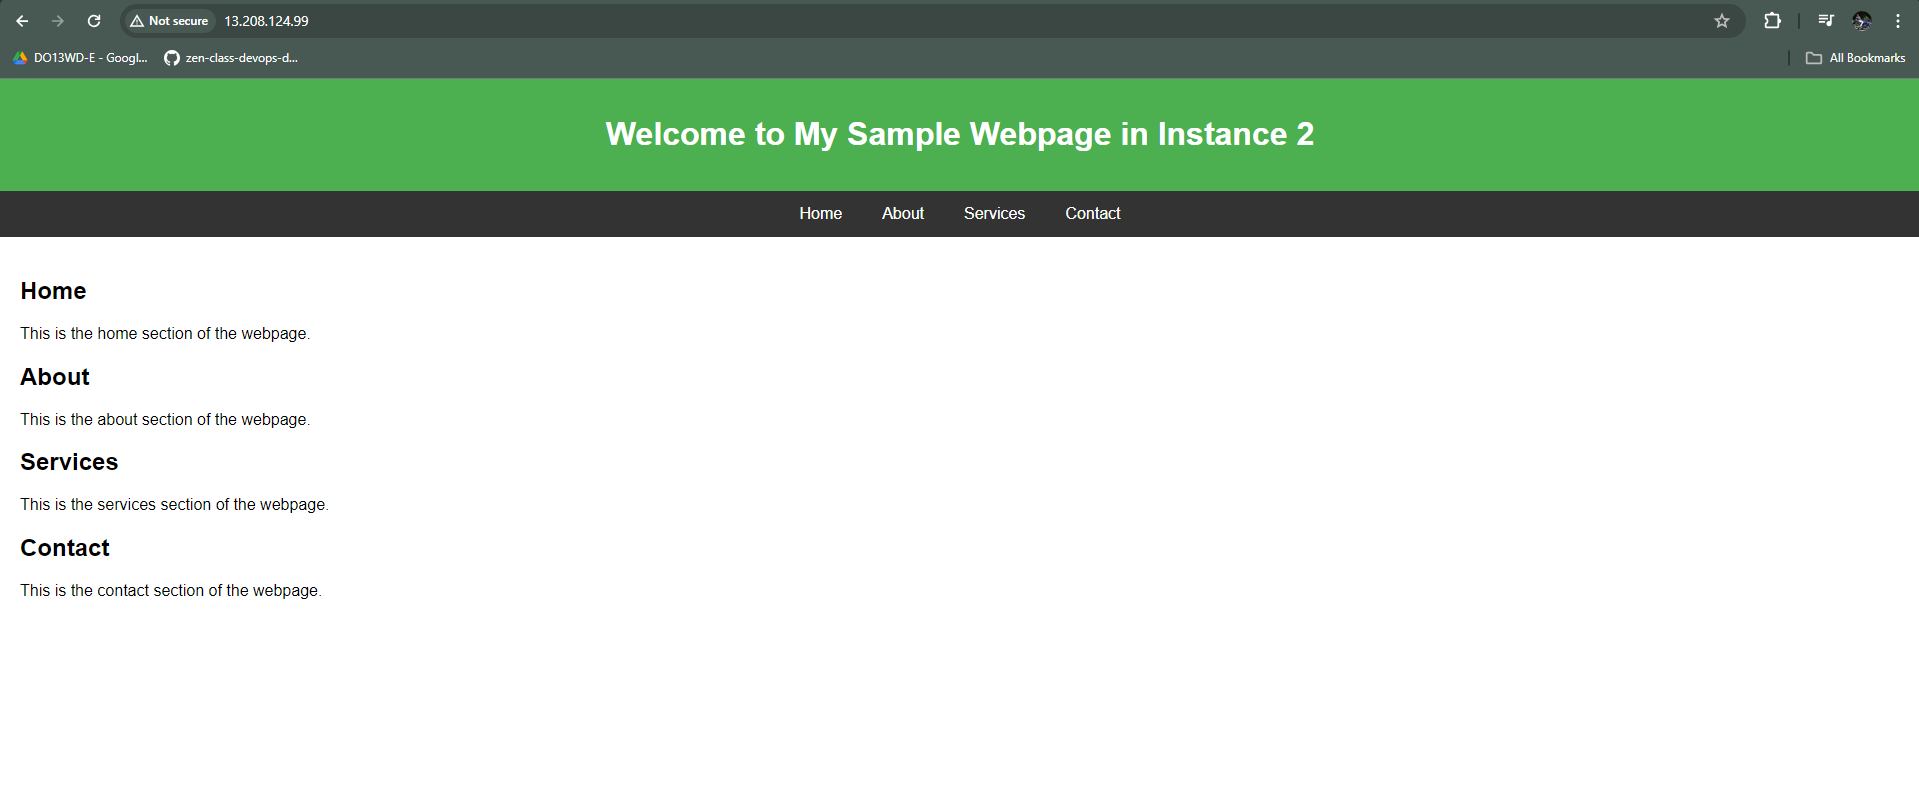 Not secure 13.208.124.99
DO13WD-E - Googl... zen-class-devops-d... All Bookmarks
Welcome to My Sample Webpage in Instance 2
Home About Services Contact
Home
This is the home section of the webpage.
About
This is the about section of the webpage.
Services
This is the services section of the webpage.
Contact
This is the contact section of the webpage.